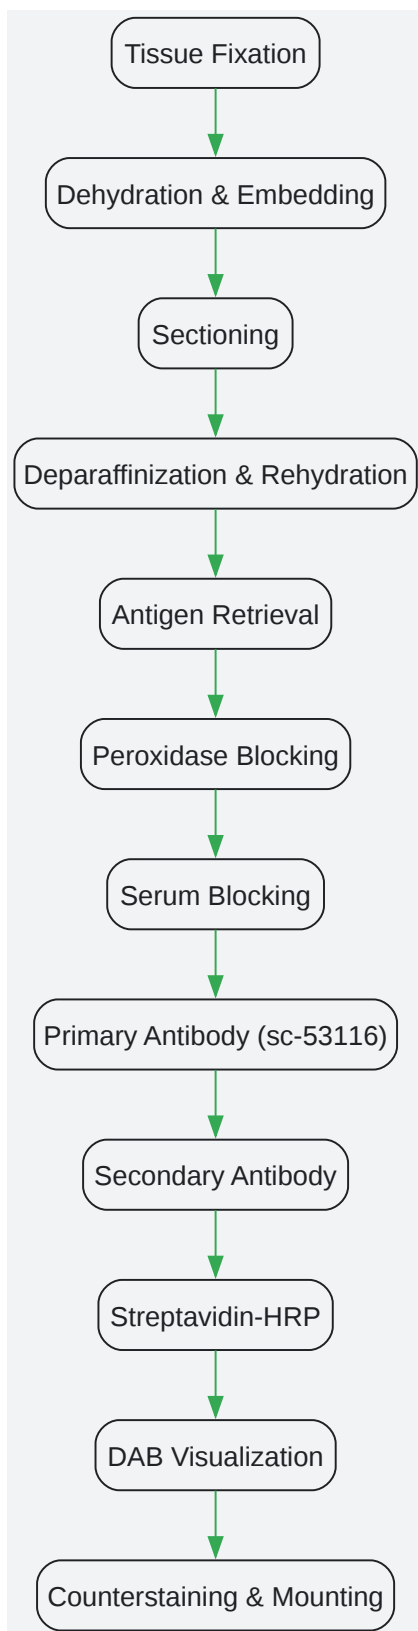 Tissue Fixation
Dehydration & Embedding
Sectioning
Deparaffinization & Rehydration
Antigen Retrieval
Peroxidase Blocking
Serum Blocking
Primary Antibody (sc-53116)
Secondary Antibody
Streptavidin-HRP
DAB Visualization
Counterstaining & Mounting